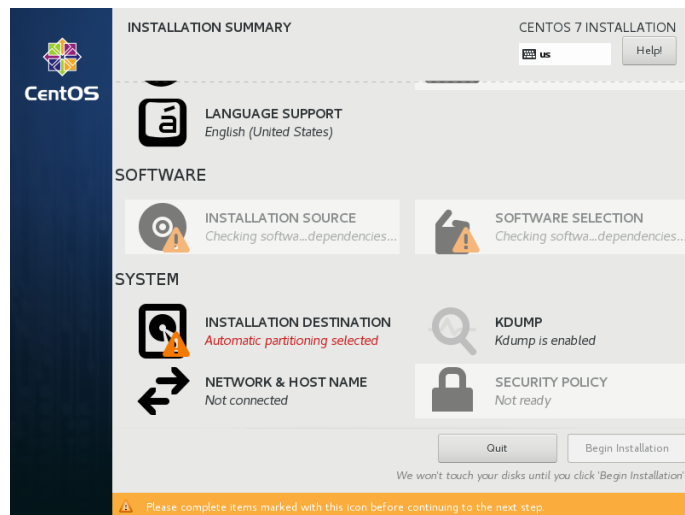 INSTALLATION SUMMARY
CENTOS 7 INSTALLATION
us
Help!
CentOS
LANGUAGE SUPPORT
English (United States)
SOFTWARE
INSTALLATION SOURCE
Checking softwa...dependencies...
SOFTWARE SELECTION
Checking softwa...dependencies...
SYSTEM
INSTALLATION DESTINATION
Automatic partitioning selected
KDUMP
Kdump is enabled
NETWORK & HOST NAME
Not connected
SECURITY POLICY
Not ready
Quit
Begin Installation
We won't touch your disks until you click 'Begin Installation'
Please complete items marked with this icon before continuing to the next step.